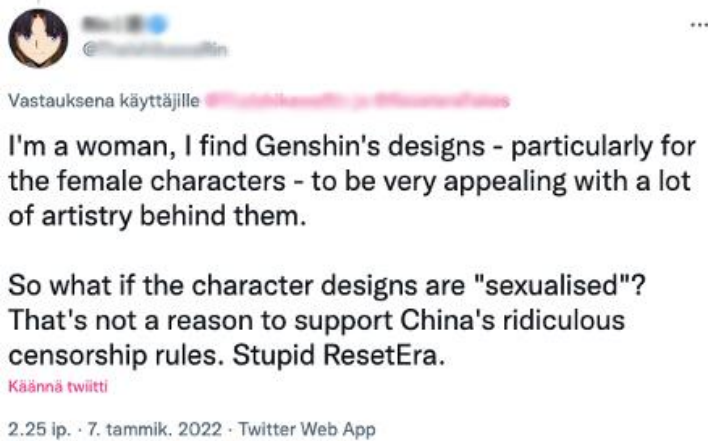 Vastauksena käyttäjille
I'm a woman, I find Genshin's designs - particularly for
the female characters - to be very appealing with a lot
of artistry behind them.
So what if the character designs are "sexualised"?
That's not a reason to support China's ridiculous
censorship rules. Stupid ResetEra.
Käännä twiitti
2.25 ip. · 7. tammik. 2022 · Twitter Web App